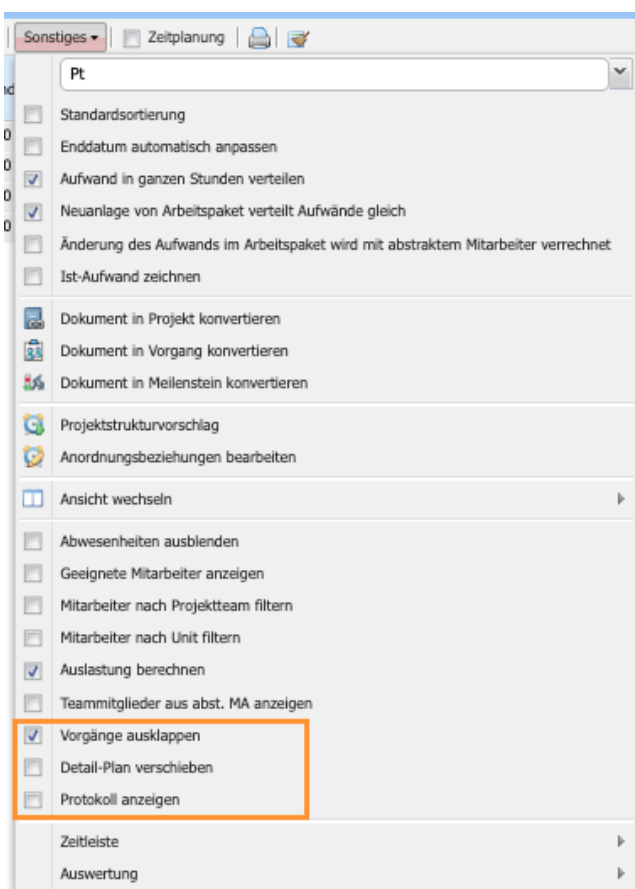 Sonstiges Zeitplanung
Pt
Standardsortierung
Enddatum automatisch anpassen
Aufwand in ganzen Stunden verteilen
Neuanlage von Arbeitspaket verteilt Aufwände gleich
Änderung des Aufwands im Arbeitspaket wird mit abstraktem Mitarbeiter verrechnet
Ist-Aufwand zeichnen
Dokument in Projekt konvertieren
Dokument in Vorgang konvertieren
Dokument in Meilenstein konvertieren
Projektstrukturvorschlag
Anordnungsbeziehungen bearbeiten
Ansicht wechseln
Abwesenheiten ausblenden
Geeignete Mitarbeiter anzeigen
Mitarbeiter nach Projektteam filtern
Mitarbeiter nach Unit filtern
Auslastung berechnen
Teammitglieder aus abst. MA anzeigen
Vorgänge ausklappen
Detail-Plan verschieben
Protokoll anzeigen
Zeitleiste
Auswertung